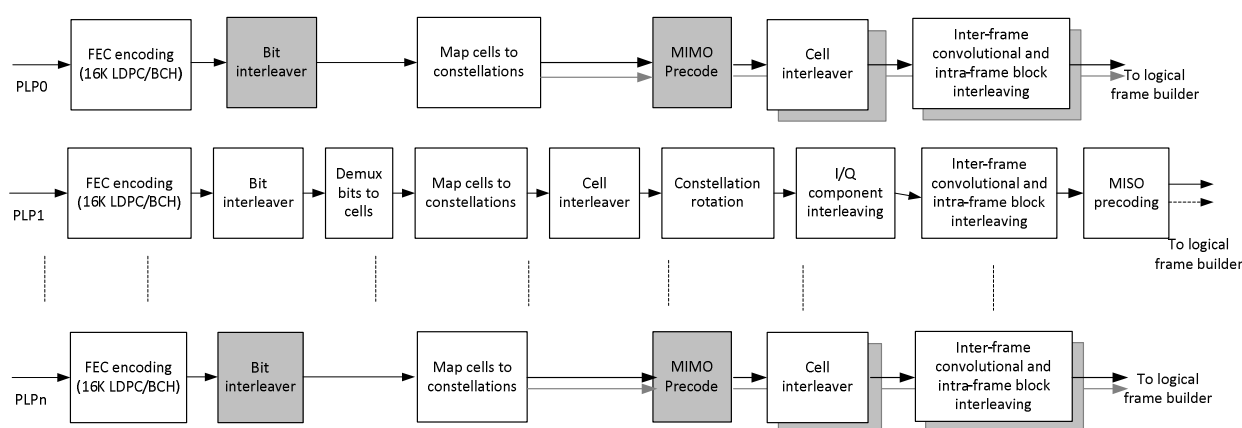 PLP0
FEC encoding
(16K LDPC/BCH)
Bit
interleaver
Map cells to
constellations
MIMO
Precode
Cell
interleaver
Inter-frame
convolutional and
intra-frame block
interleaving
To logical
frame builder
PLP1
FEC encoding
(16K LDPC/BCH)
Bit
interleaver
Demux
bits to
cells
Map cells to
constellations
Cell
interleaver
Constellation
rotation
I/Q
component
interleaving
Inter-frame
convolutional and
intra-frame block
interleaving
MISO
precoding
To logical
frame builder
PLPn
FEC encoding
(16K LDPC/BCH)
Bit
interleaver
Map cells to
constellations
MIMO
Precode
Cell
interleaver
Inter-frame
convolutional and
intra-frame block
interleaving
To logical
frame builder